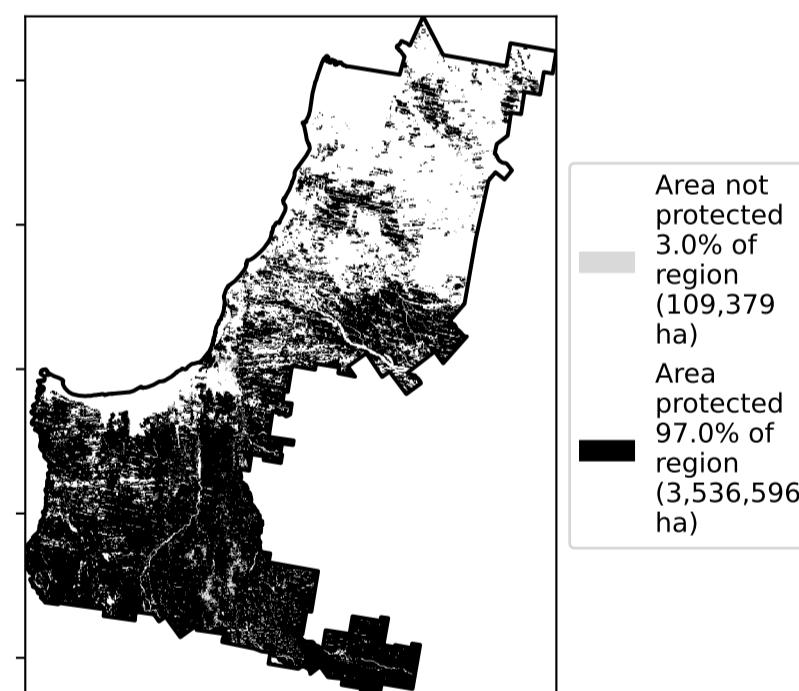 Area not
protected
3.0% of
region
(109,379
ha)
Area
protected
97.0% of
region
(3,536,596
ha)